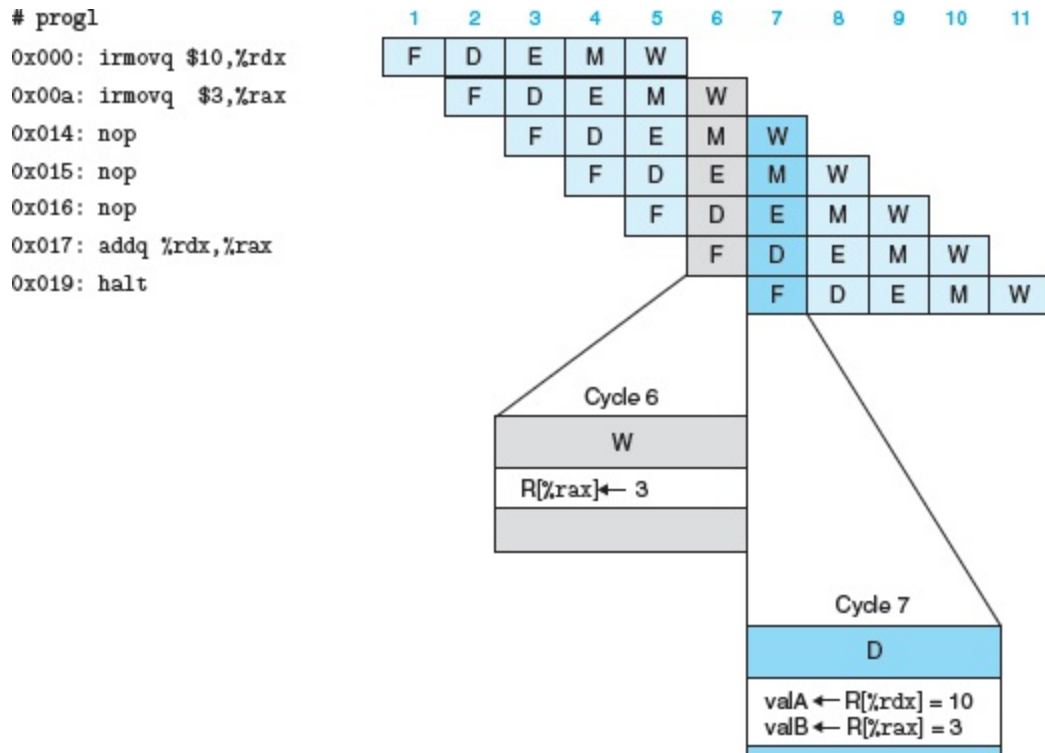 # progl 1 2 3 4 5 6 7 8 9 10 11
0x000: irmovq $10,%rdx F D E M W
0x00a: irmovq $3,%rax F D E M W
0x014: nop F D E M W
0x015: nop F D E M W
0x016: nop F D E M W
0x017: addq %rdx,%rax F D E M W
0x019: halt F D E M W
Cycle 6
W
R[%rax]← 3
Cycle 7
D
valA ← R[%rdx] = 10
valB ← R[%rax] = 3